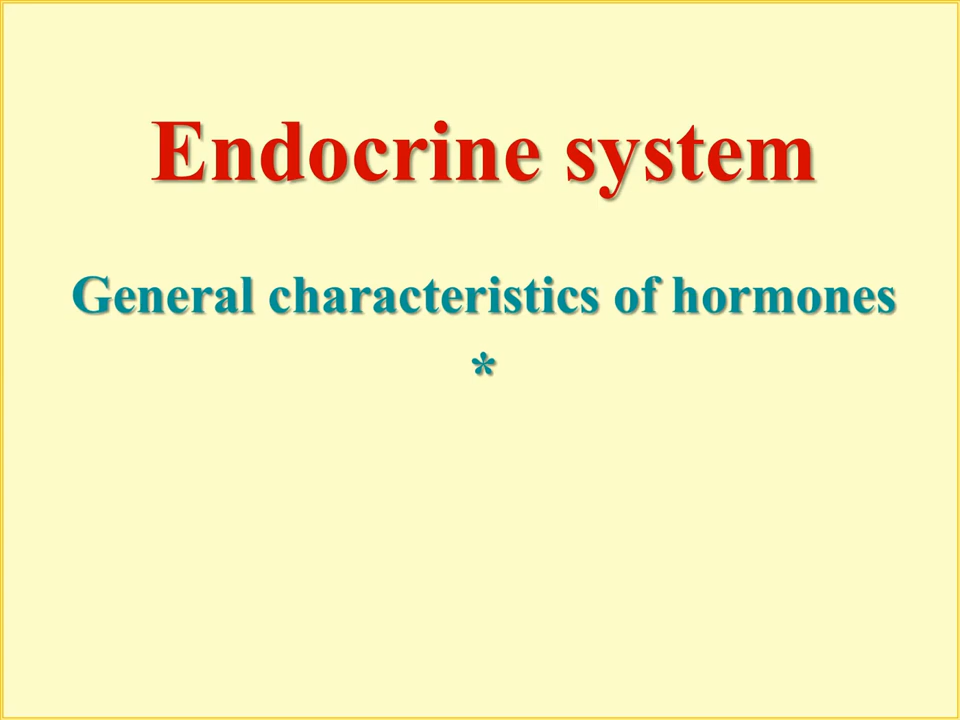 Endocrine system
General characteristics of hormones
*